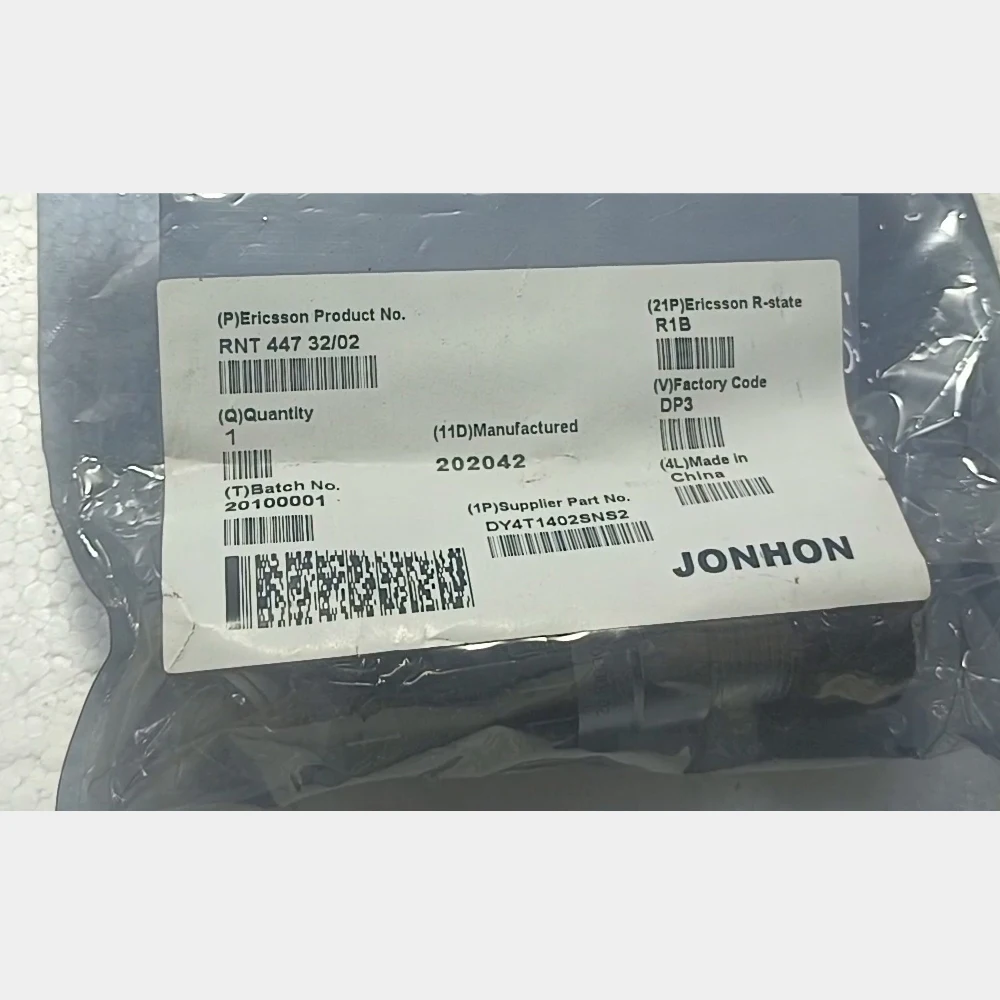 (P)Ericsson Product No.
RNT 447 32/02
(21P)Ericsson R-state
R1B
(Q)Quantity
1
(V)Factory Code
DP3
(11D)Manufactured
202042
(T)Batch No.
20100001
(4L)Made in
China
(1P)Supplier Part No.
DY4T1402SNS2
JONHON